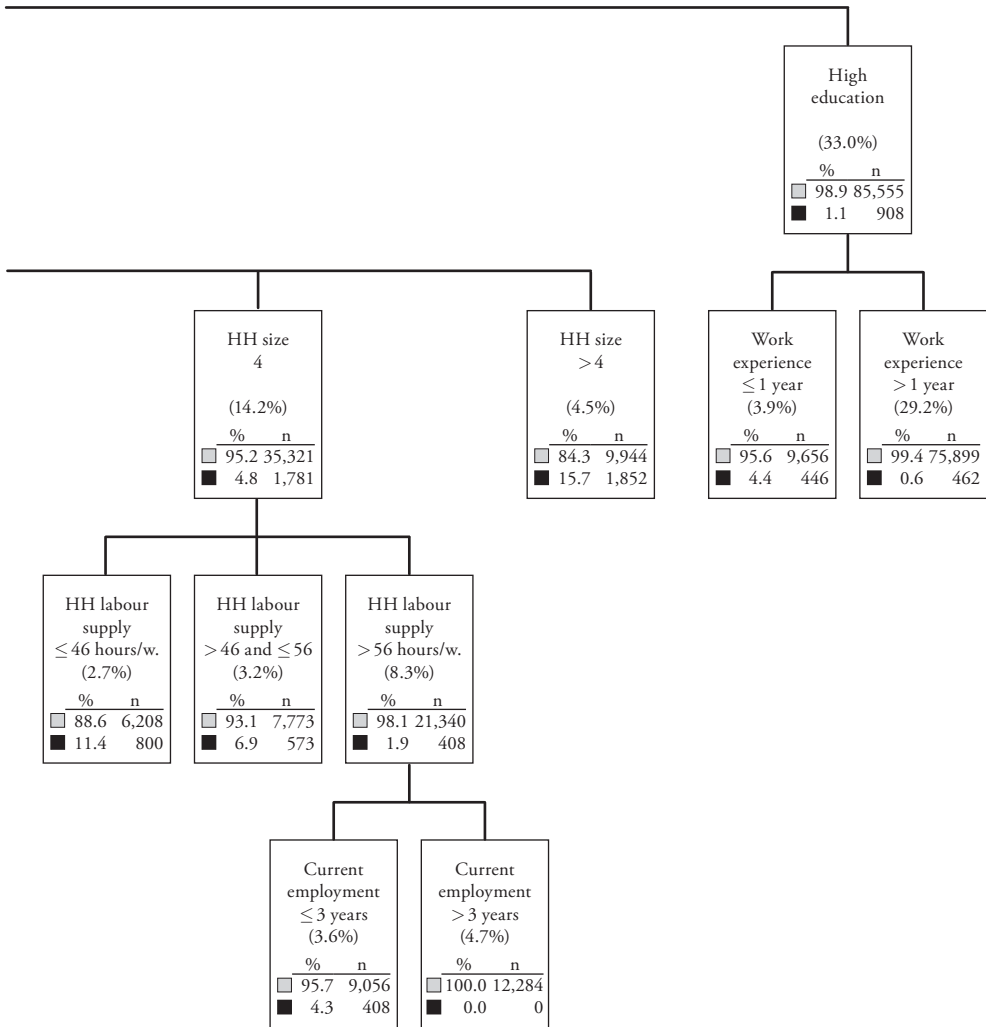 High
education
(33.0%)
% n
98.9 85,555
1.1 908
HH size
4
(14.2%)
% n
95.2 35,321
4.8 1,781
HH size
> 4
(4.5%)
% n
84.3 9,944
15.7 1,852
Work
experience
≤ 1 year
(3.9%)
% n
95.6 9,656
4.4 446
Work
experience
> 1 year
(29.2%)
% n
99.4 75,899
0.6 462
HH labour
supply
≤ 46 hours/w.
(2.7%)
% n
88.6 6,208
11.4 800
HH labour
supply
> 46 and ≤ 56
(3.2%)
% n
93.1 7,773
6.9 573
HH labour
supply
> 56 hours/w.
(8.3%)
% n
98.1 21,340
1.9 408
Current
employment
≤ 3 years
(3.6%)
% n
95.7 9,056
4.3 408
Current
employment
> 3 years
(4.7%)
% n
100.0 12,284
0.0 0